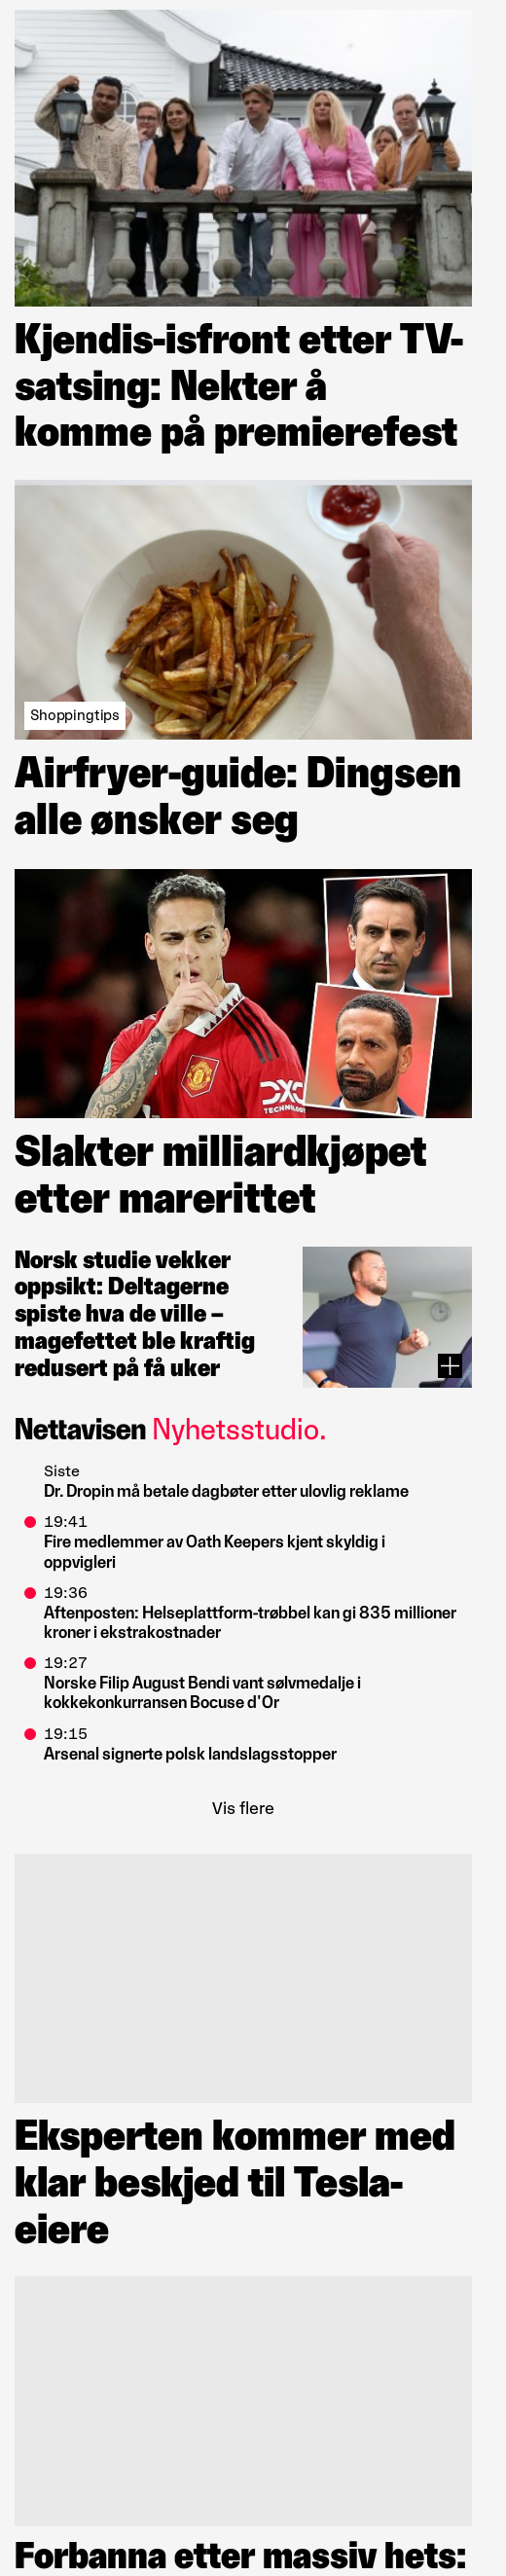 Kjendis-isfront etter TV-
satsing: Nekter å
komme på premierefest
Shoppingtips
Airfryer-guide: Dingsen
alle ønsker seg
DXC
TECHNOLOGY
Slakter milliardkjøpet
etter marerittet
Norsk studie vekker
oppsikt: Deltagerne
spiste hva de ville –
magefettet ble kraftig
redusert på få uker
Nettavisen Nyhetsstudio.
Siste
Dr. Dropin må betale dagbøter etter ulovlig reklame
19:41
Fire medlemmer av Oath Keepers kjent skyldig i
oppvigleri
19:36
Aftenposten: Helseplattform-trøbbel kan gi 835 millioner
kroner i ekstrakostnader
19:27
Norske Filip August Bendi vant sølvmedalje i
kokkekonkurransen Bocuse d'Or
19:15
Arsenal signerte polsk landslagsstopper
Vis flere
Eksperten kommer med
klar beskjed til Tesla-
eiere
Forbanna etter massiv hets: